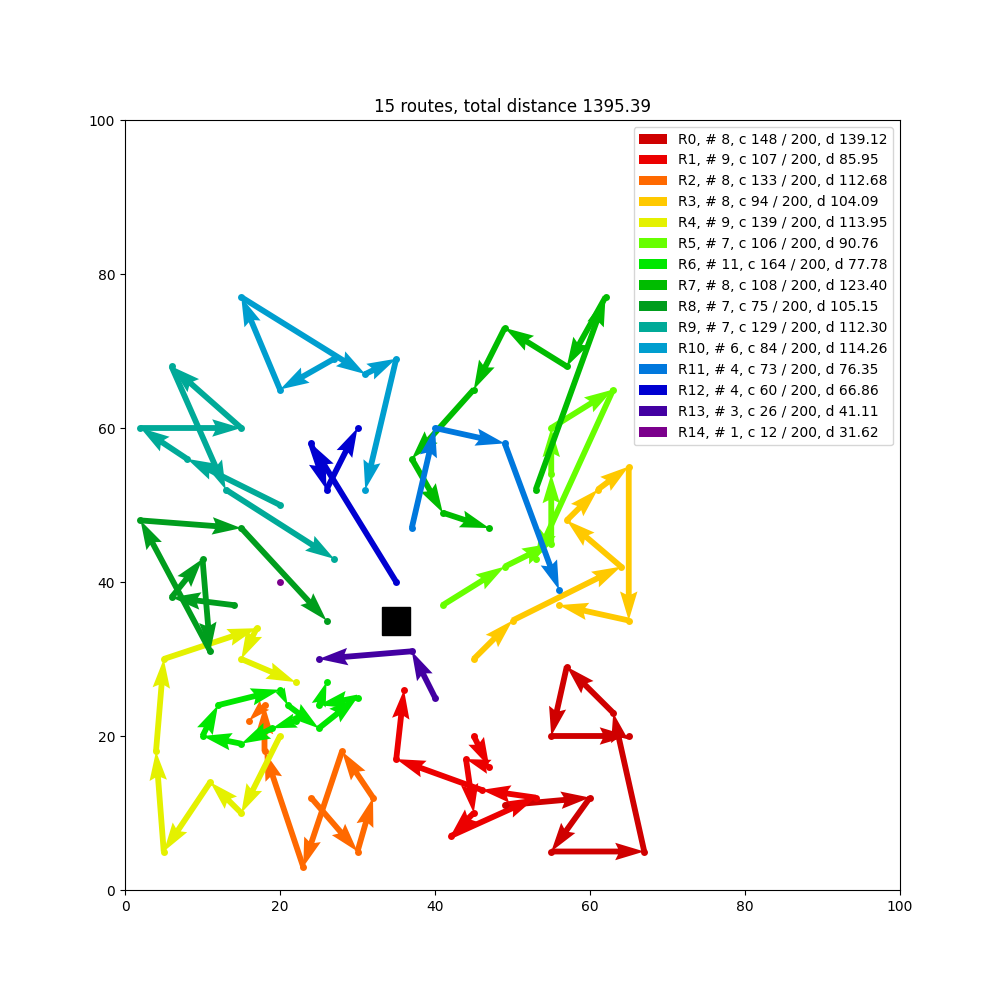 15 routes, total distance 1395.39
R0, # 8, c 148 / 200, d 139.12
R1, # 9, c 107 / 200, d 85.95
R2, # 8, c 133 / 200, d 112.68
R3, # 8, c 94 / 200, d 104.09
R4, # 9, c 139 / 200, d 113.95
R5, # 7, c 106 / 200, d 90.76
R6, # 11, c 164 / 200, d 77.78
R7, # 8, c 108 / 200, d 123.40
R8, # 7, c 75 / 200, d 105.15
R9, # 7, c 129 / 200, d 112.30
R10, # 6, c 84 / 200, d 114.26
R11, # 4, c 73 / 200, d 76.35
R12, # 4, c 60 / 200, d 66.86
R13, # 3, c 26 / 200, d 41.11
R14, # 1, c 12 / 200, d 31.62
100
80
60
40
20
0
0 20 40 60 80 100